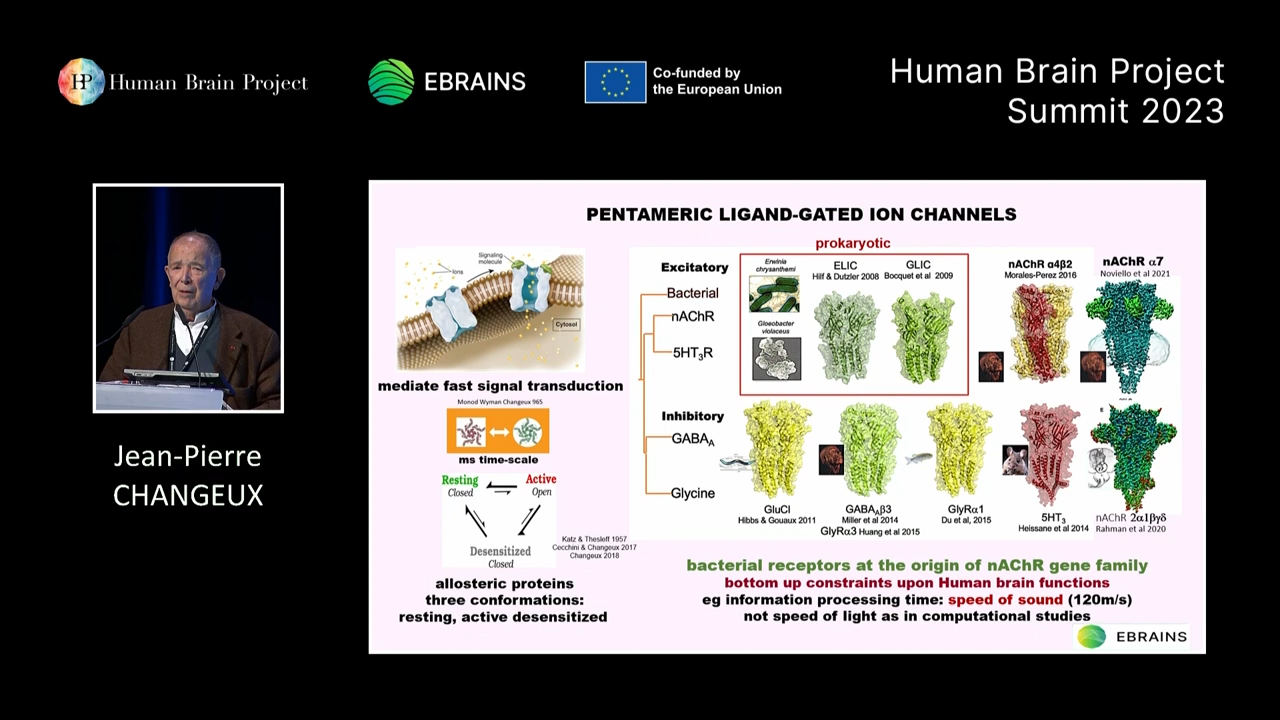 HP Human Brain Project
EBRAINS
Co-funded by
the European Union
Human Brain Project
Summit 2023
Jean-Pierre
CHANGEUX
PENTAMERIC LIGAND-GATED ION CHANNELS
Signaling
molecule
Ions
Cytosol
mediate fast signal transduction
Monod Wyman Changeux 965
ms time-scale
Resting
Closed
Active
Open
Desensitized
Closed
Katz & Thesleff 1957
Cecchini & Changeux 2017
Changeux 2018
allosteric proteins
three conformations:
resting, active desensitized
prokaryotic
Excitatory
Bacterial
nAChR
5HT3R
Inhibitory
GABAA
Glycine
Erwinia
chrysanthemi
Gloeobacter
violaceus
ELIC
Hilf & Dutzler 2008
GLIC
Bocquet et al 2009
nAChR α4β2
Morales-Perez 2016
nAChR α7
Noviello et al 2021
GluCl
Hibbs & Gouaux 2011
GABAAβ3
Miller et al 2014
GlyRα3 Huang et al 2015
GlyRα1
Du et al, 2015
5HT3
Heissane et al 2014
nAChR 2α1βγδ
Rahman et al 2020
bacterial receptors at the origin of nAChR gene family
bottom up constraints upon Human brain functions
eg information processing time: speed of sound (120m/s)
not speed of light as in computational studies
EBRAINS